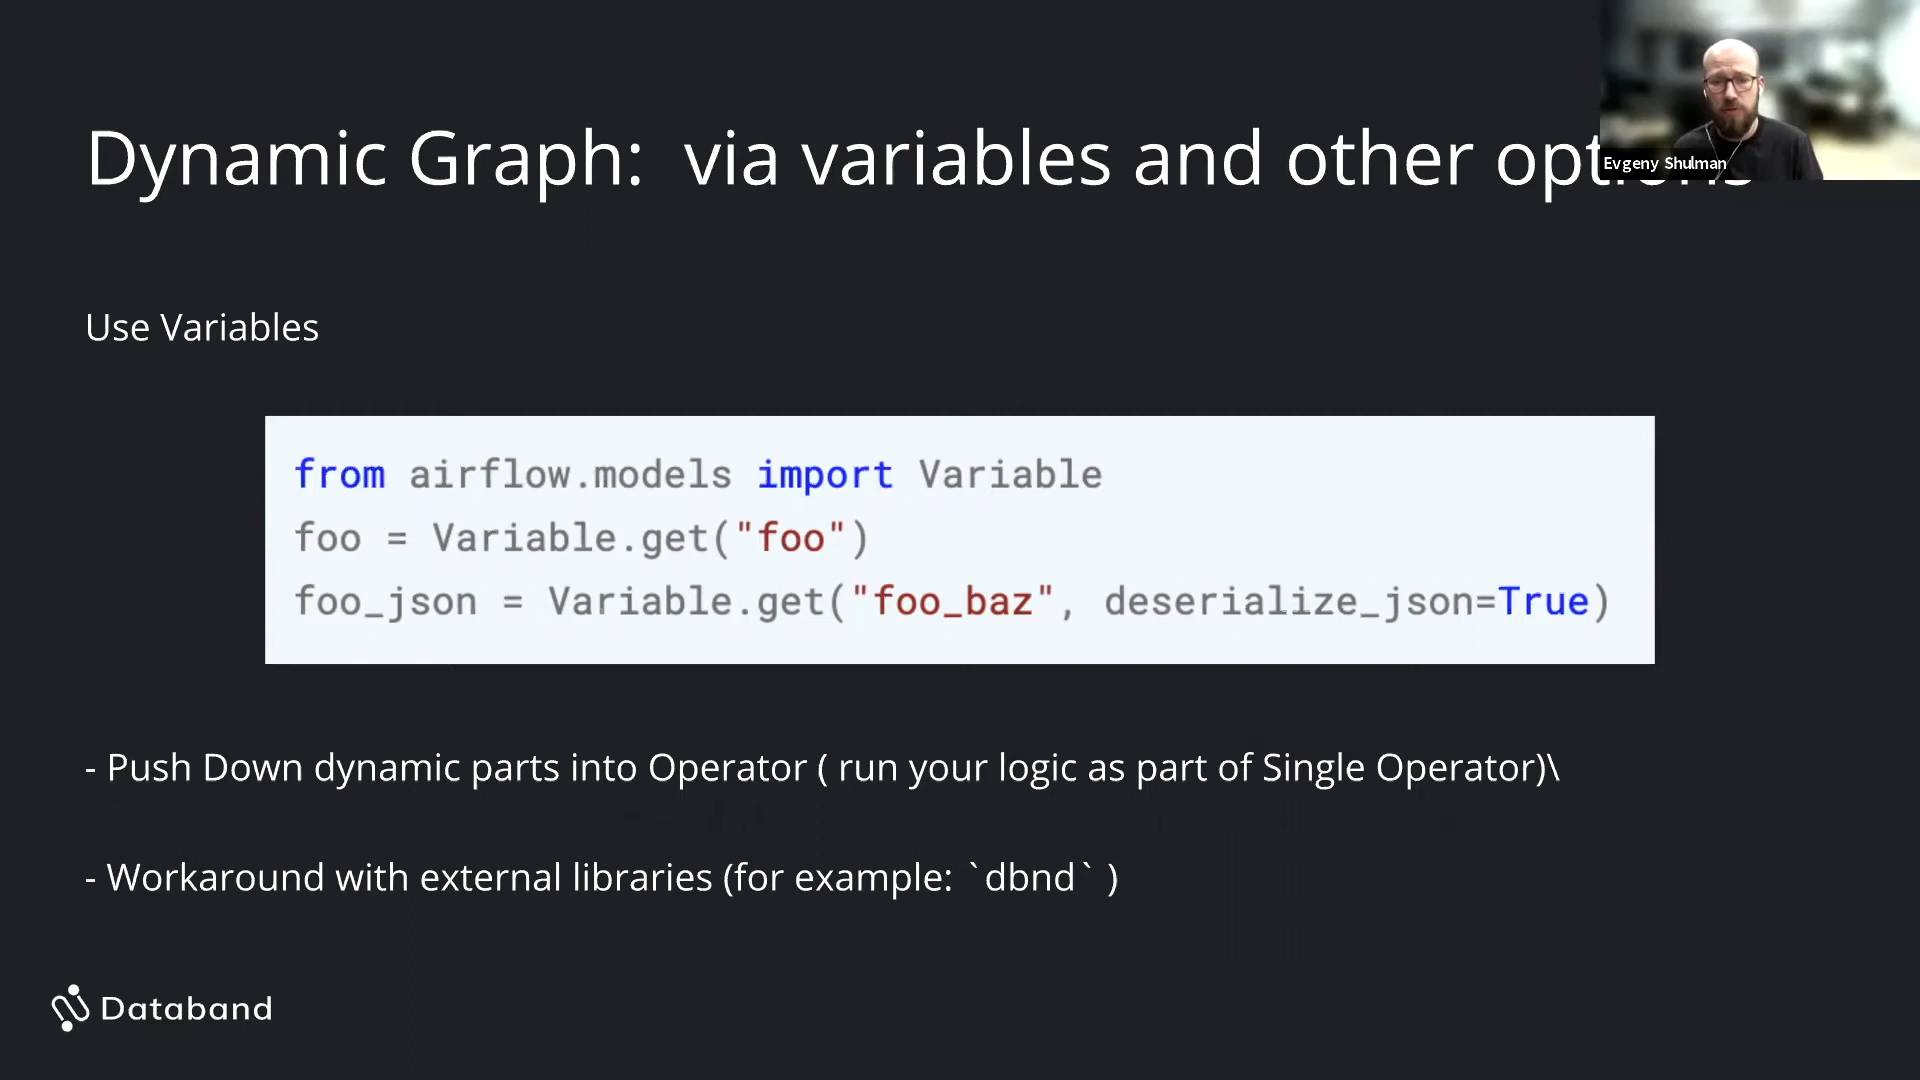 Dynamic Graph:  via variables and other options
Evgeny Shulman
Use Variables
from airflow.models import Variable
foo = Variable.get("foo")
foo_json = Variable.get("foo_baz", deserialize_json=True)
- Push Down dynamic parts into Operator ( run your logic as part of Single Operator)\
- Workaround with external libraries (for example: `dbnd` )
Databand